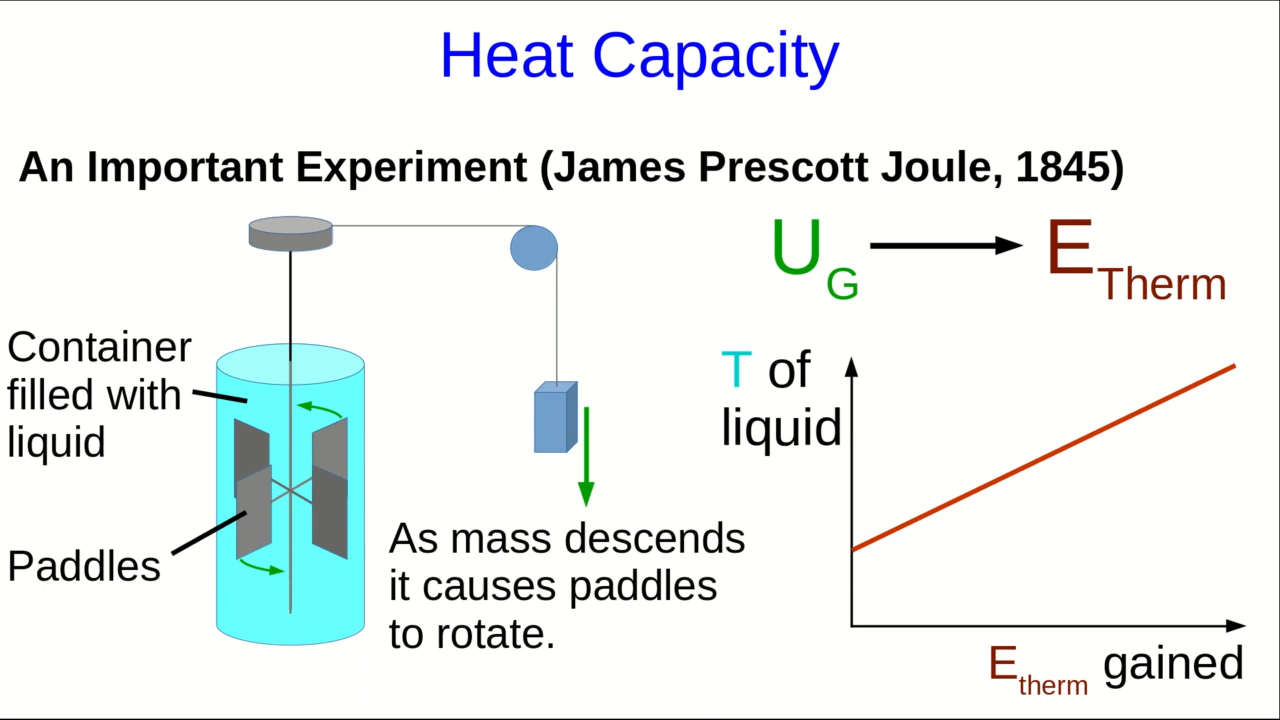 Heat Capacity
An Important Experiment (James Prescott Joule, 1845)
U_G
E_Therm
Container
filled with
liquid
Paddles
As mass descends
it causes paddles
to rotate.
T of
liquid
E_therm gained